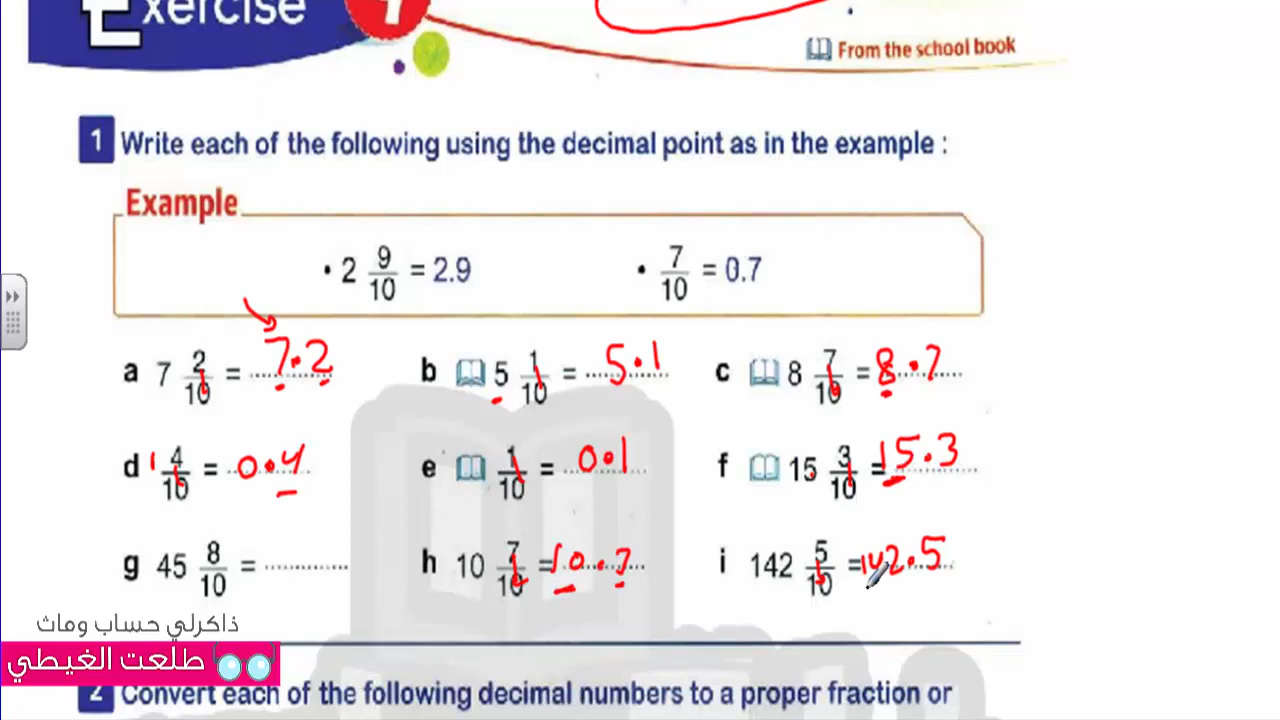 Exercise
From the school book
1 Write each of the following using the decimal point as in the example :
Example
• 2 9/10 = 2.9 • 7/10 = 0.7
a 7 2/10 = 7.2 b 5 1/10 = 5.1 c 8 7/10 = 8.7
d 4/10 = 0.4 e 1/10 = 0.1 f 15 3/10 = 15.3
g 45 8/10 = .............. h 10 7/10 = 10.7 i 142 5/10 = 142.5
ذاكرلي حساب وماث
طلعت الغيطي
2 Convert each of the following decimal numbers to a proper fraction or